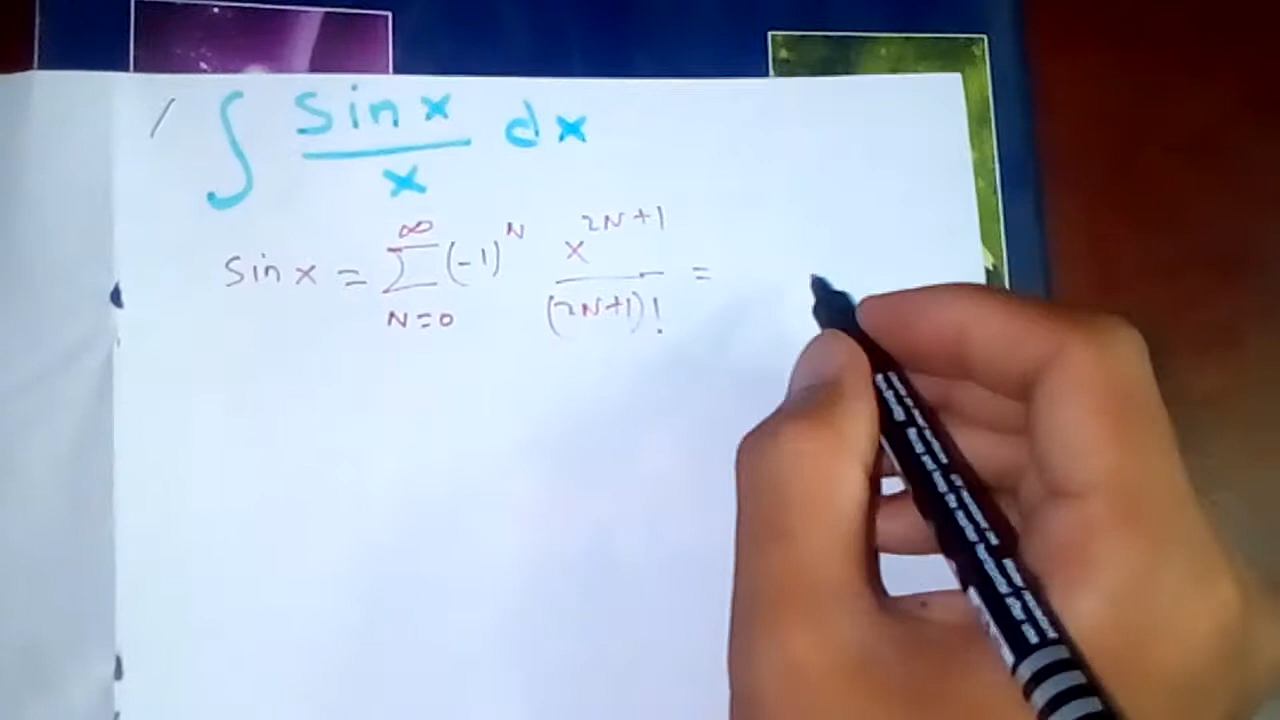 ∫ sin x / x dx
sin x = ∑_{N=0}^{∞} (-1)^N x^{2N+1} / (2N+1)! =